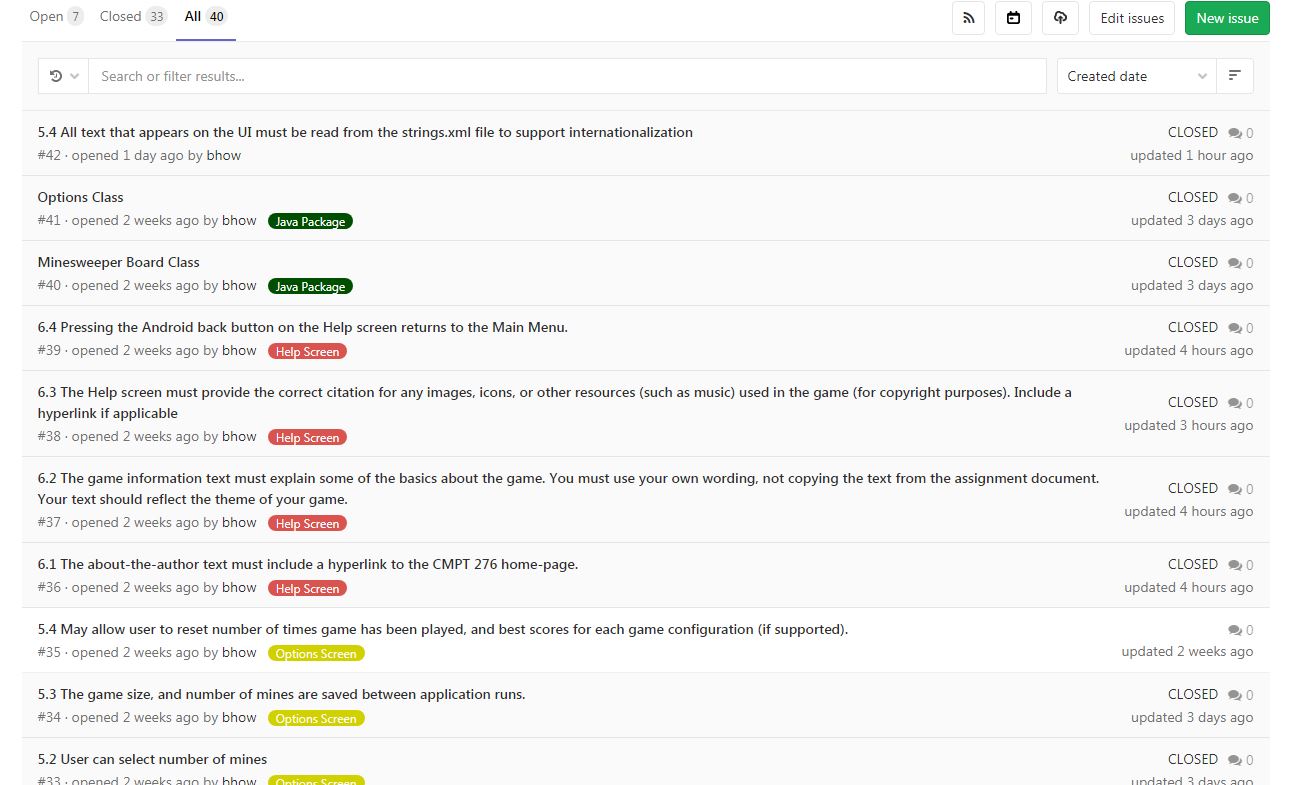 Open 7 Closed 33 All 40 Edit issues New issue
Search or filter results... Created date
5.4 All text that appears on the UI must be read from the strings.xml file to support internationalization CLOSED 0
#42 · opened 1 day ago by bhow updated 1 hour ago
Options Class CLOSED 0
#41 · opened 2 weeks ago by bhow Java Package updated 3 days ago
Minesweeper Board Class CLOSED 0
#40 · opened 2 weeks ago by bhow Java Package updated 3 days ago
6.4 Pressing the Android back button on the Help screen returns to the Main Menu. CLOSED 0
#39 · opened 2 weeks ago by bhow Help Screen updated 4 hours ago
6.3 The Help screen must provide the correct citation for any images, icons, or other resources (such as music) used in the game (for copyright purposes). Include a
hyperlink if applicable CLOSED 0
#38 · opened 2 weeks ago by bhow Help Screen updated 3 hours ago
6.2 The game information text must explain some of the basics about the game. You must use your own wording, not copying the text from the assignment document.
Your text should reflect the theme of your game. CLOSED 0
#37 · opened 2 weeks ago by bhow Help Screen updated 4 hours ago
6.1 The about-the-author text must include a hyperlink to the CMPT 276 home-page. CLOSED 0
#36 · opened 2 weeks ago by bhow Help Screen updated 4 hours ago
5.4 May allow user to reset number of times game has been played, and best scores for each game configuration (if supported). 0
#35 · opened 2 weeks ago by bhow Options Screen updated 2 weeks ago
5.3 The game size, and number of mines are saved between application runs. CLOSED 0
#34 · opened 2 weeks ago by bhow Options Screen updated 3 days ago
5.2 User can select number of mines CLOSED 0
#33 · opened 2 weeks ago by bhow Options Screen updated 3 days ago